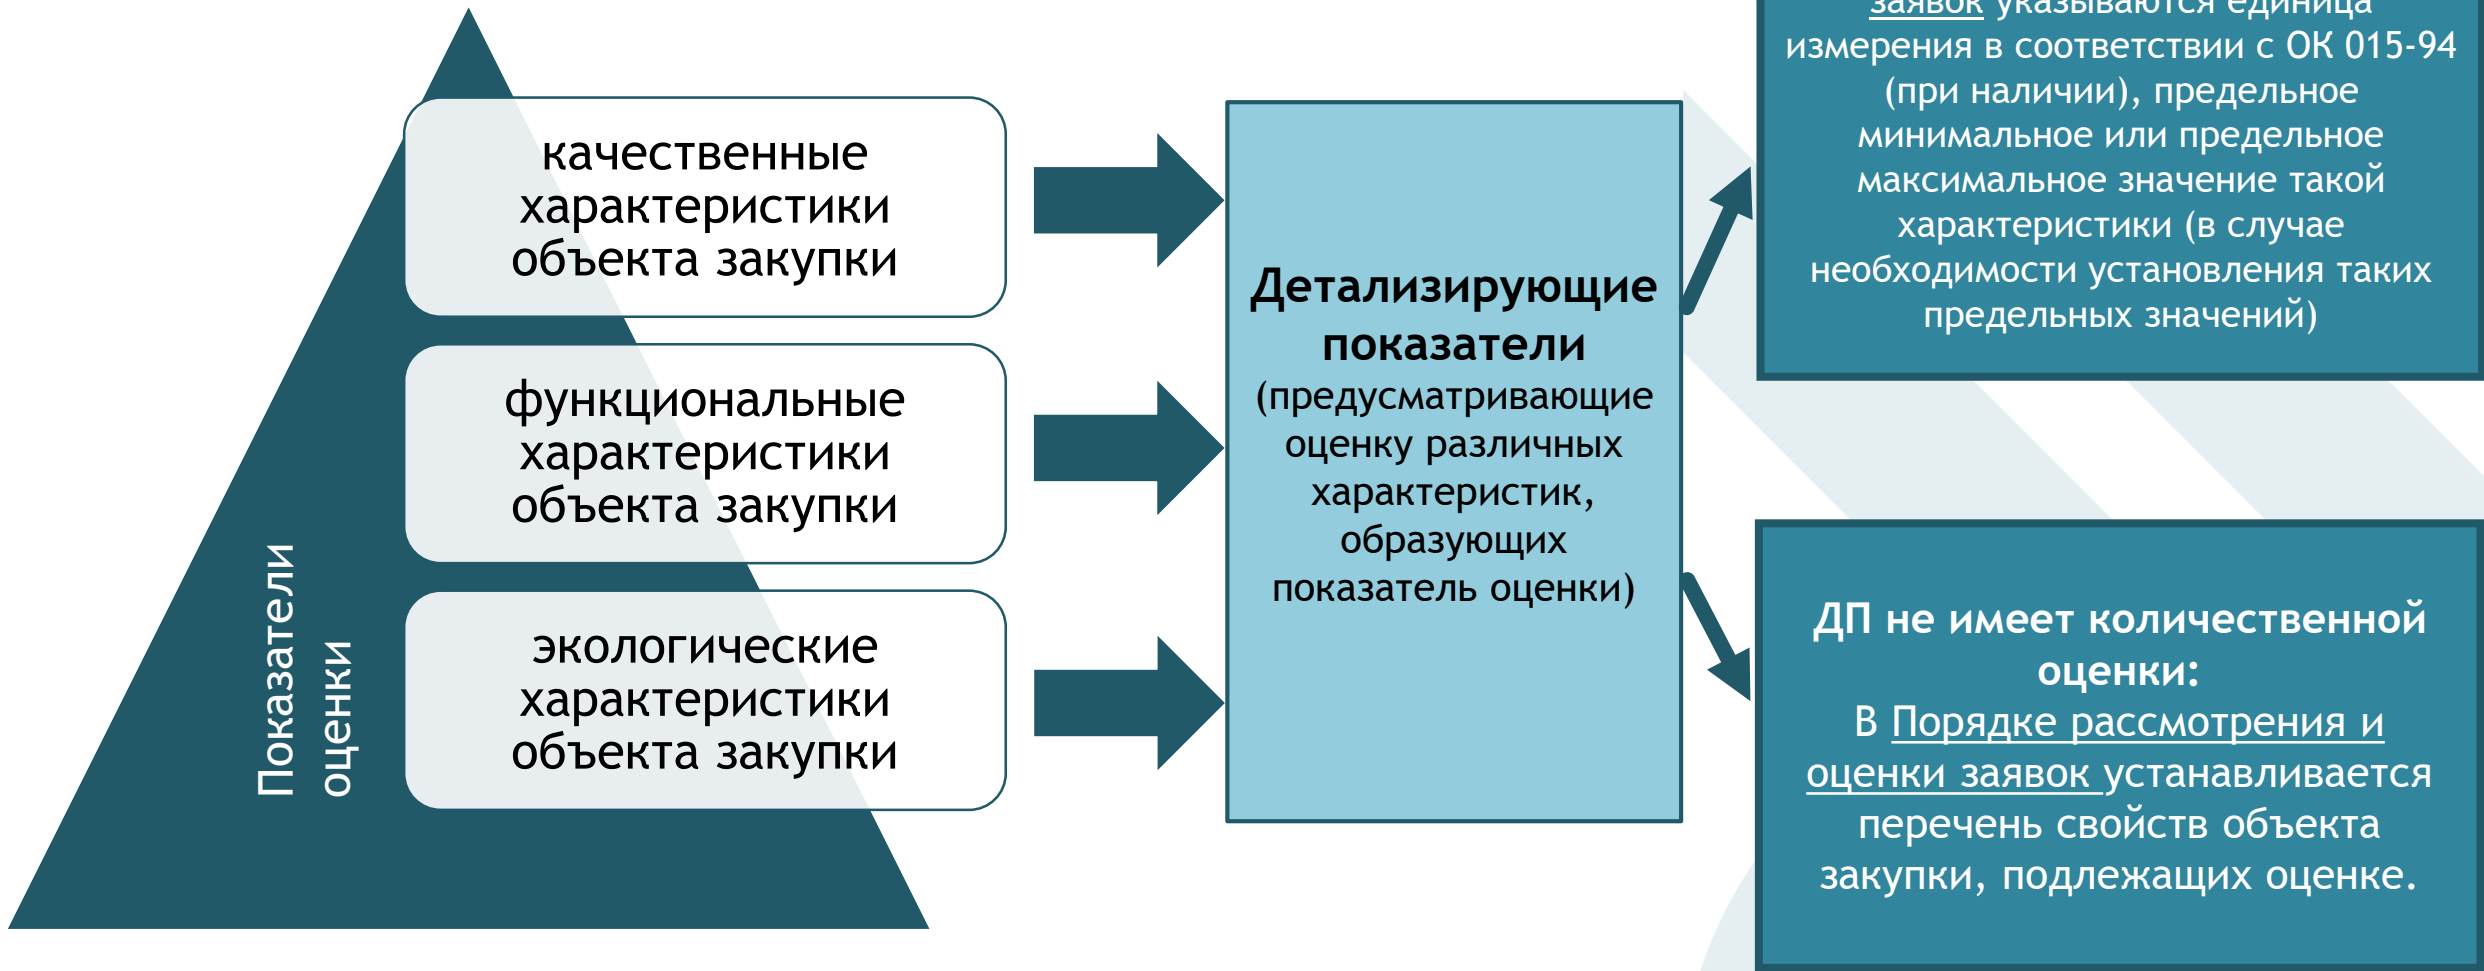 Показатели
оценки
качественные
характеристики
объекта закупки
функциональные
характеристики
объекта закупки
экологические
характеристики
объекта закупки
Детализирующие
показатели
(предусматривающие
оценку различных
характеристик,
образующих
показатель оценки)
заявок указываются единица
измерения в соответствии с ОК 015-94
(при наличии), предельное
минимальное или предельное
максимальное значение такой
характеристики (в случае
необходимости установления таких
предельных значений)
ДП не имеет количественной
оценки:
В Порядке рассмотрения и
оценки заявок устанавливается
перечень свойств объекта
закупки, подлежащих оценке.